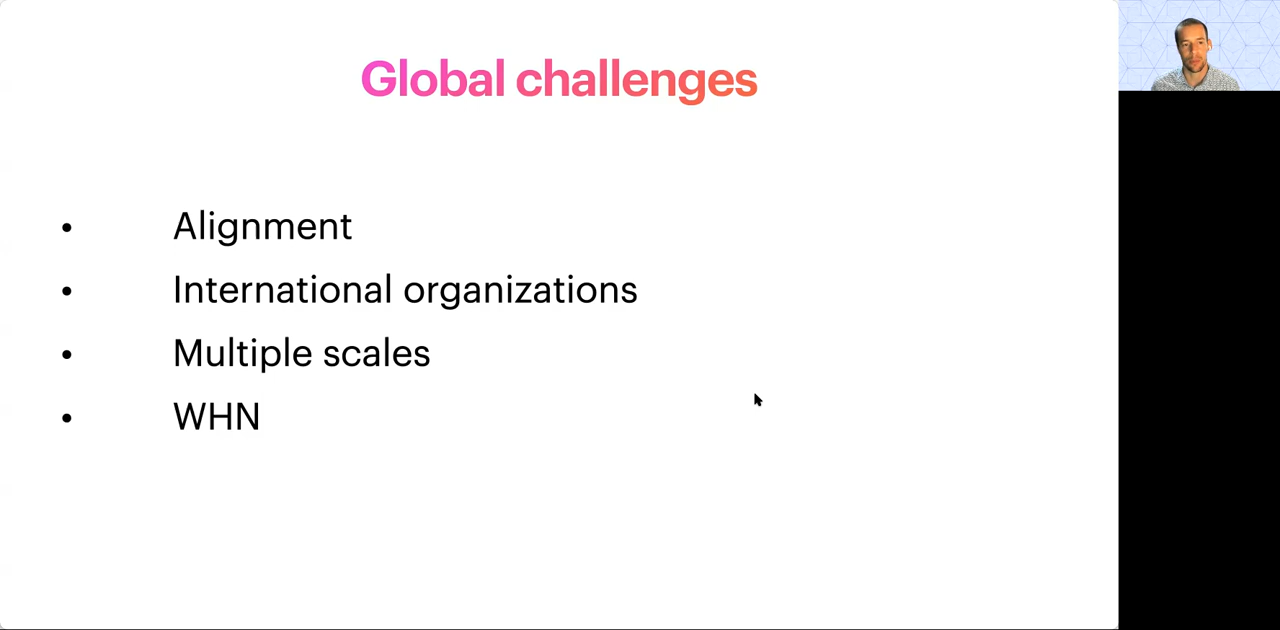 Global challenges
• Alignment
• International organizations
• Multiple scales
• WHN